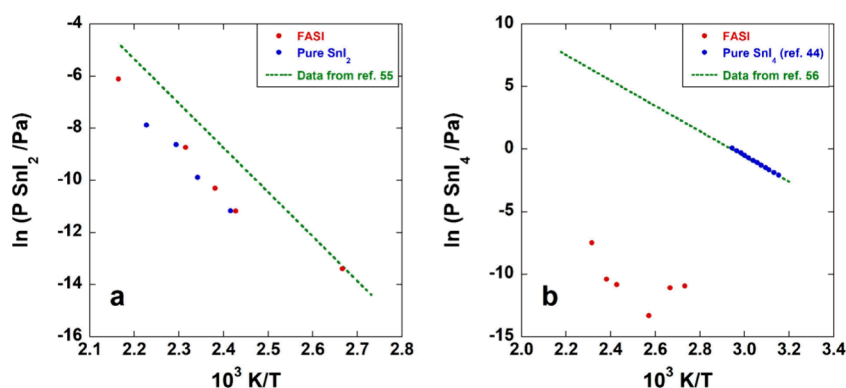 -4
-6
-8
-10
-12
-14
-16
ln (P SnI₂ /Pa)
FASI
Pure SnI₂
Data from ref. 55
a
2.1 2.2 2.3 2.4 2.5 2.6 2.7 2.8
10³ K/T
10
5
0
-5
-10
-15
ln (P SnI₄ /Pa)
FASI
Pure SnI₄ (ref. 44)
Data from ref. 56
b
2.0 2.2 2.4 2.6 2.8 3.0 3.2 3.4
10³ K/T